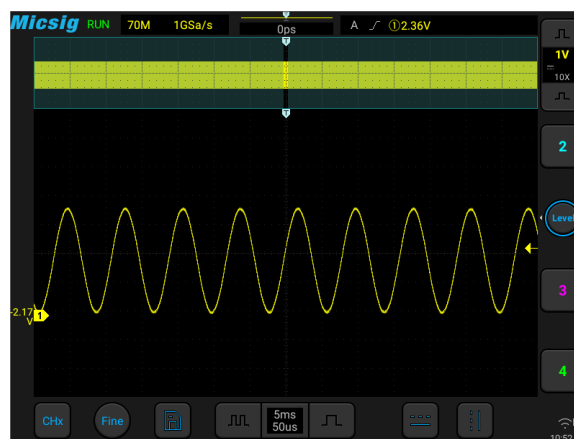 Micsig RUN 70M 1GSa/s 0ps A ①2.36V
T
1V
10X
T
2
Level
-2.17
V
1
3
4
CHx Fine 5ms
50us
10:52